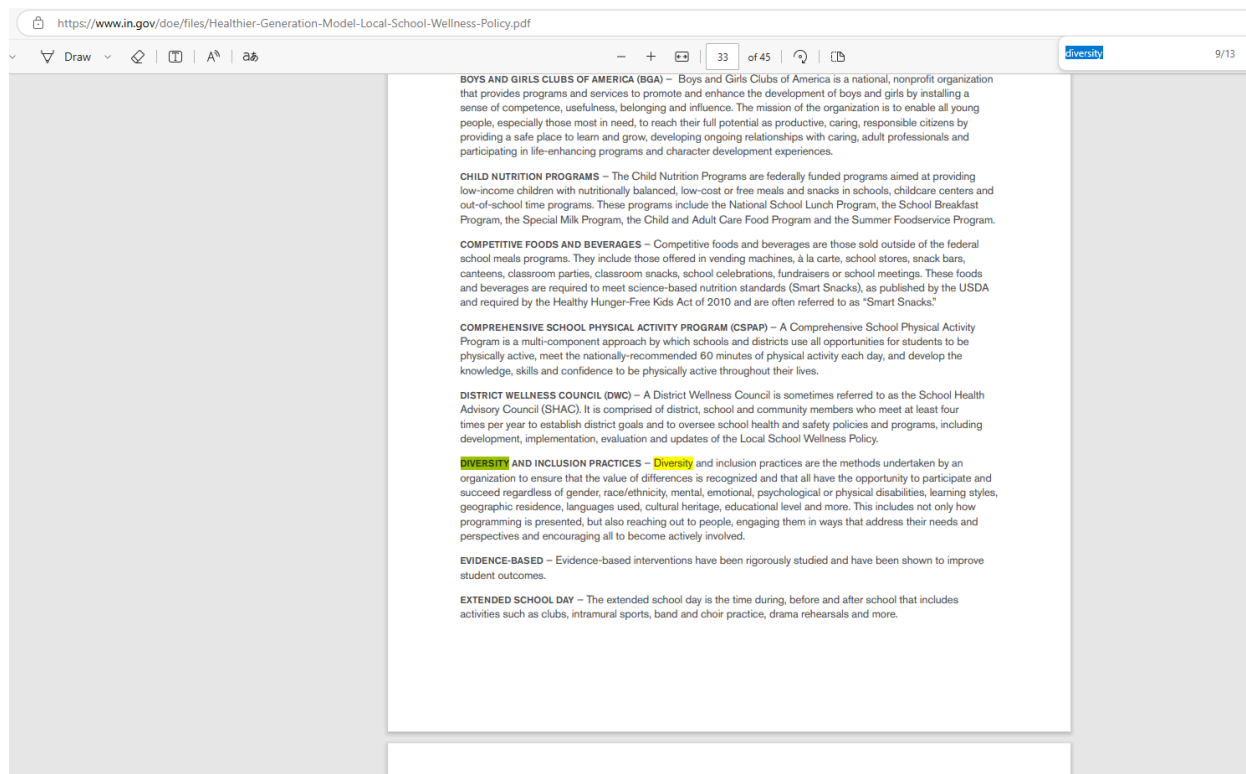 https://www.in.gov/doe/files/Healthier-Generation-Model-Local-School-Wellness-Policy.pdf
Draw
33 of 45
diversity 9/13
BOYS AND GIRLS CLUBS OF AMERICA (BGA) – Boys and Girls Clubs of America is a national, nonprofit organization
that provides programs and services to promote and enhance the development of boys and girls by installing a
sense of competence, usefulness, belonging and influence. The mission of the organization is to enable all young
people, especially those most in need, to reach their full potential as productive, caring, responsible citizens by
providing a safe place to learn and grow, developing ongoing relationships with caring, adult professionals and
participating in life-enhancing programs and character development experiences.
CHILD NUTRITION PROGRAMS – The Child Nutrition Programs are federally funded programs aimed at providing
low-income children with nutritionally balanced, low-cost or free meals and snacks in schools, childcare centers and
out-of-school time programs. These programs include the National School Lunch Program, the School Breakfast
Program, the Special Milk Program, the Child and Adult Care Food Program and the Summer Foodservice Program.
COMPETITIVE FOODS AND BEVERAGES – Competitive foods and beverages are those sold outside of the federal
school meals programs. They include those offered in vending machines, à la carte, school stores, snack bars,
canteens, classroom parties, classroom snacks, school celebrations, fundraisers or school meetings. These foods
and beverages are required to meet science-based nutrition standards (Smart Snacks), as published by the USDA
and required by the Healthy Hunger-Free Kids Act of 2010 and are often referred to as “Smart Snacks.”
COMPREHENSIVE SCHOOL PHYSICAL ACTIVITY PROGRAM (CSPAP) – A Comprehensive School Physical Activity
Program is a multi-component approach by which schools and districts use all opportunities for students to be
physically active, meet the nationally-recommended 60 minutes of physical activity each day, and develop the
knowledge, skills and confidence to be physically active throughout their lives.
DISTRICT WELLNESS COUNCIL (DWC) – A District Wellness Council is sometimes referred to as the School Health
Advisory Council (SHAC). It is comprised of district, school and community members who meet at least four
times per year to establish district goals and to oversee school health and safety policies and programs, including
development, implementation, evaluation and updates of the Local School Wellness Policy.
DIVERSITY AND INCLUSION PRACTICES – Diversity and inclusion practices are the methods undertaken by an
organization to ensure that the value of differences is recognized and that all have the opportunity to participate and
succeed regardless of gender, race/ethnicity, mental, emotional, psychological or physical disabilities, learning styles,
geographic residence, languages used, cultural heritage, educational level and more. This includes not only how
programming is presented, but also reaching out to people, engaging them in ways that address their needs and
perspectives and encouraging all to become actively involved.
EVIDENCE-BASED – Evidence-based interventions have been rigorously studied and have been shown to improve
student outcomes.
EXTENDED SCHOOL DAY – The extended school day is the time during, before and after school that includes
activities such as clubs, intramural sports, band and choir practice, drama rehearsals and more.